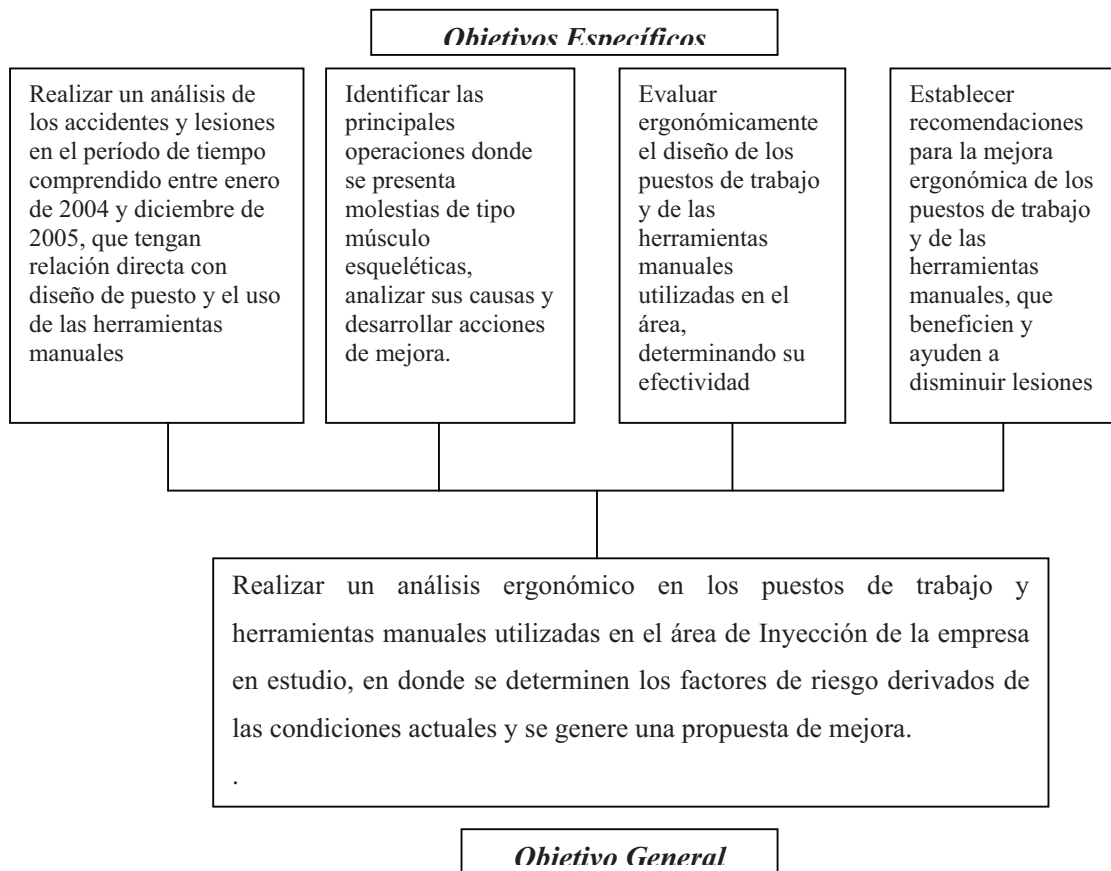 Objetivos Específicos
Realizar un análisis de
los accidentes y lesiones
en el período de tiempo
comprendido entre enero
de 2004 y diciembre de
2005, que tengan
relación directa con
diseño de puesto y el uso
de las herramientas
manuales
Identificar las
principales
operaciones donde
se presenta
molestias de tipo
músculo
esqueléticas,
analizar sus causas y
desarrollar acciones
de mejora.
Evaluar
ergonómicamente
el diseño de los
puestos de trabajo
y de las
herramientas
manuales
utilizadas en el
área,
determinando su
efectividad
Establecer
recomendaciones
para la mejora
ergonómica de los
puestos de trabajo
y de las
herramientas
manuales, que
beneficien y
ayuden a
disminuir lesiones
Realizar un análisis ergonómico en los puestos de trabajo y
herramientas manuales utilizadas en el área de Inyección de la empresa
en estudio, en donde se determinen los factores de riesgo derivados de
las condiciones actuales y se genere una propuesta de mejora.
.
Objetivo General